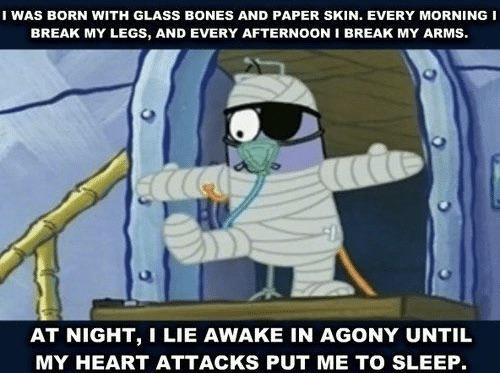 I WAS BORN WITH GLASS BONES AND PAPER SKIN. EVERY MORNING I
BREAK MY LEGS, AND EVERY AFTERNOON I BREAK MY ARMS.
AT NIGHT, I LIE AWAKE IN AGONY UNTIL
MY HEART ATTACKS PUT ME TO SLEEP.